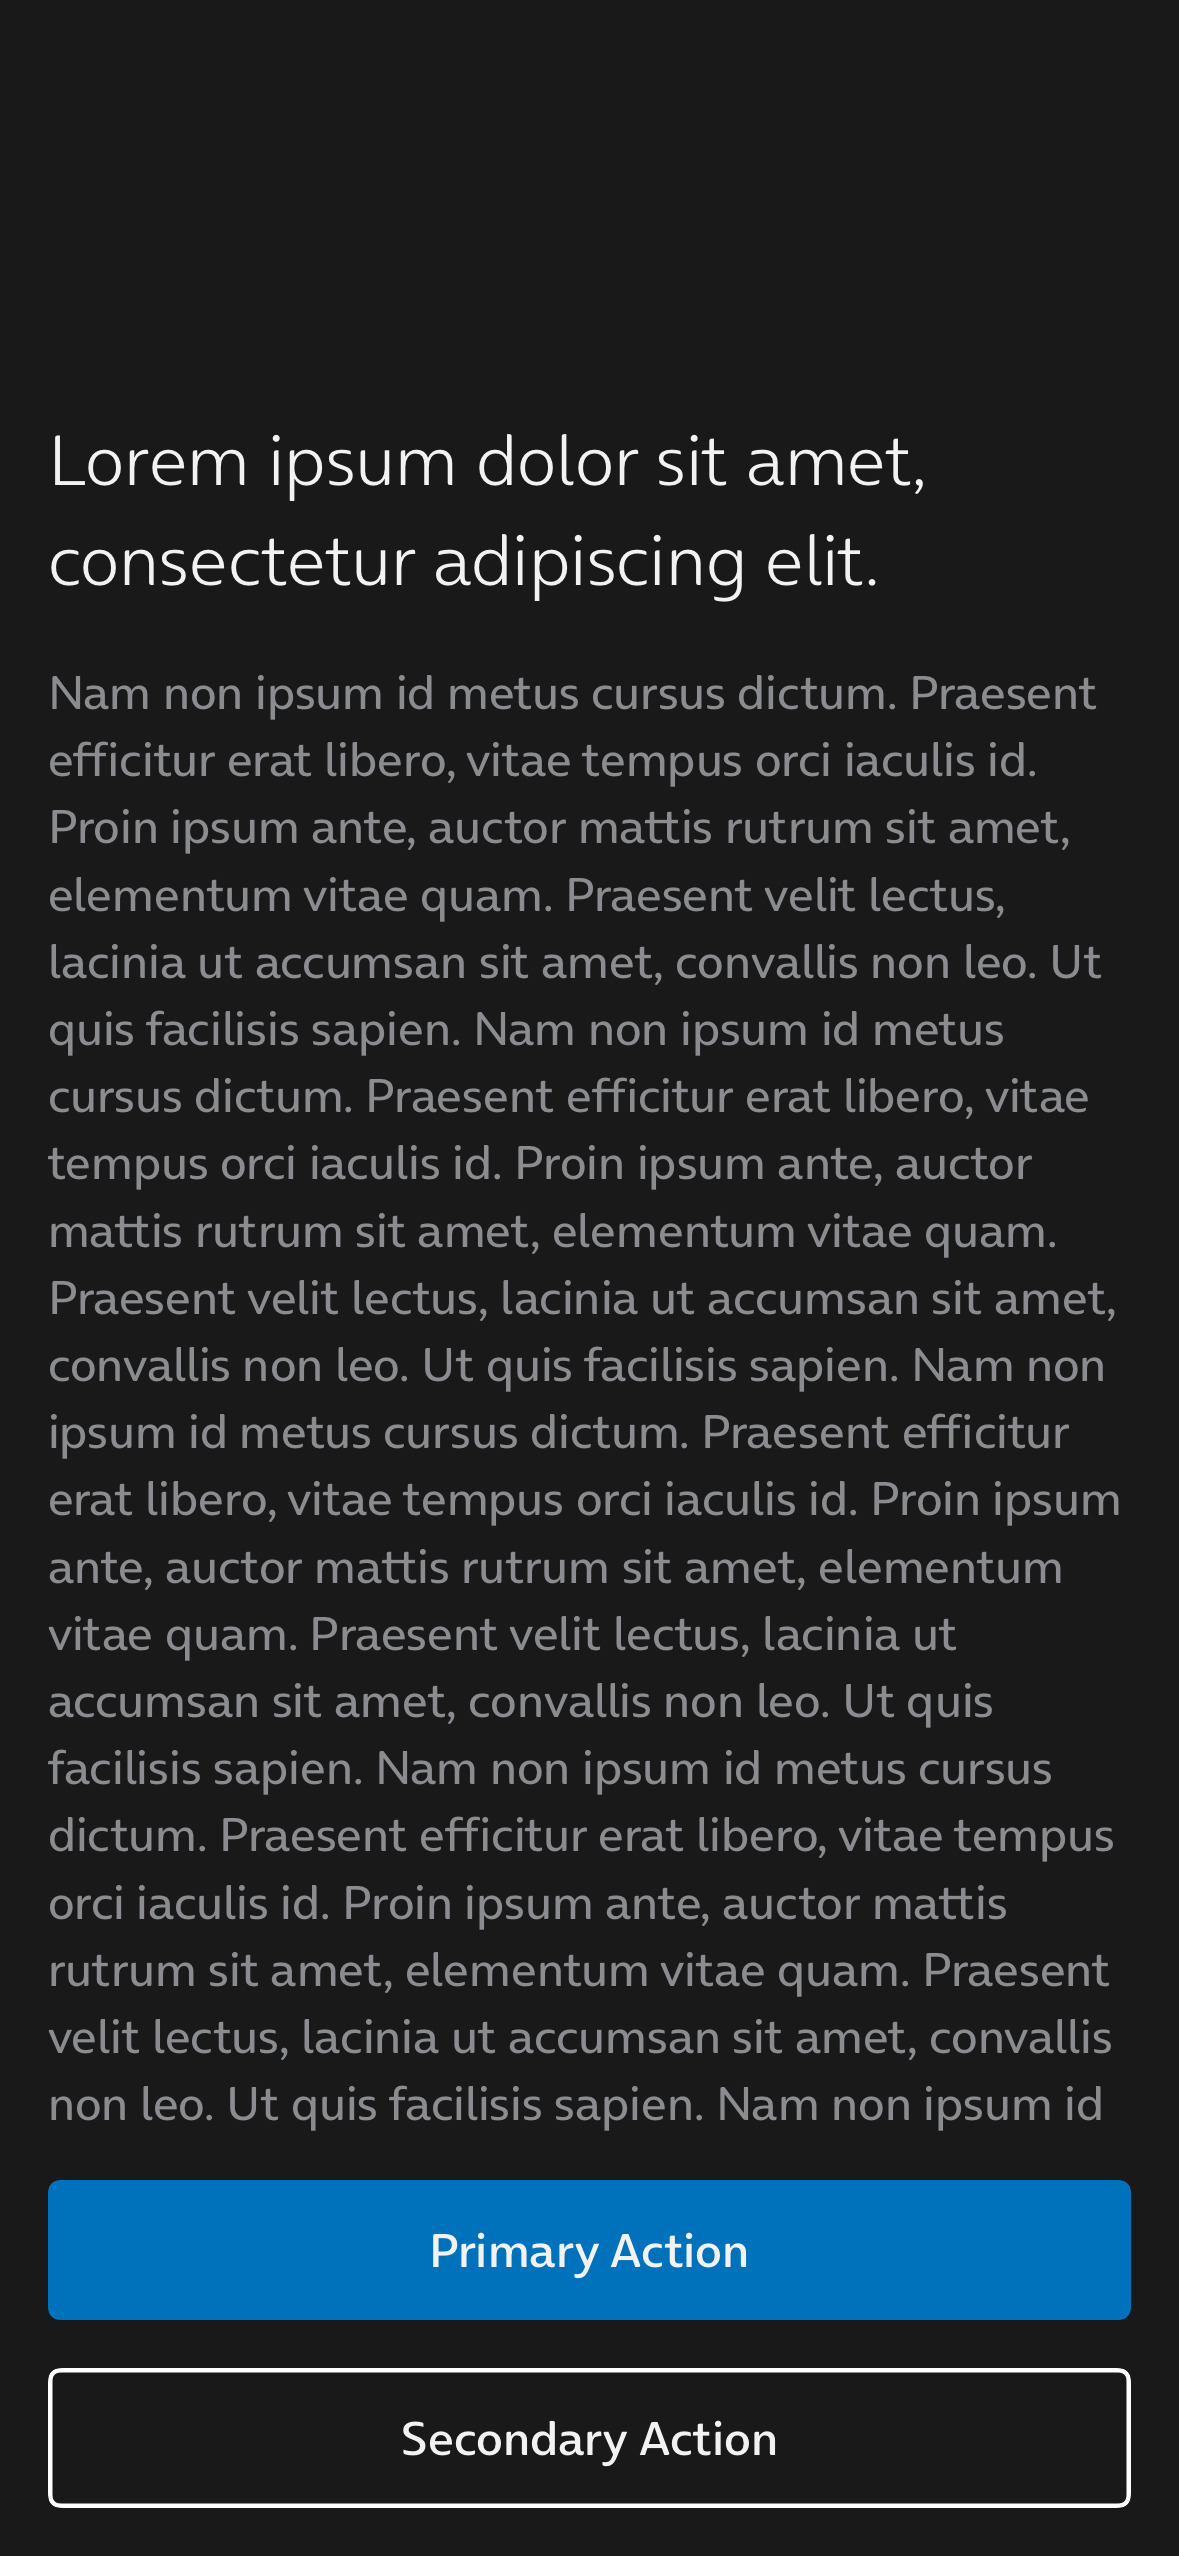 Lorem ipsum dolor sit amet,
consectetur adipiscing elit.
Nam non ipsum id metus cursus dictum. Praesent
efficitur erat libero, vitae tempus orci iaculis id.
Proin ipsum ante, auctor mattis rutrum sit amet,
elementum vitae quam. Praesent velit lectus,
lacinia ut accumsan sit amet, convallis non leo. Ut
quis facilisis sapien. Nam non ipsum id metus
cursus dictum. Praesent efficitur erat libero, vitae
tempus orci iaculis id. Proin ipsum ante, auctor
mattis rutrum sit amet, elementum vitae quam.
Praesent velit lectus, lacinia ut accumsan sit amet,
convallis non leo. Ut quis facilisis sapien. Nam non
ipsum id metus cursus dictum. Praesent efficitur
erat libero, vitae tempus orci iaculis id. Proin ipsum
ante, auctor mattis rutrum sit amet, elementum
vitae quam. Praesent velit lectus, lacinia ut
accumsan sit amet, convallis non leo. Ut quis
facilisis sapien. Nam non ipsum id metus cursus
dictum. Praesent efficitur erat libero, vitae tempus
orci iaculis id. Proin ipsum ante, auctor mattis
rutrum sit amet, elementum vitae quam. Praesent
velit lectus, lacinia ut accumsan sit amet, convallis
non leo. Ut quis facilisis sapien. Nam non ipsum id
Primary Action
Secondary Action